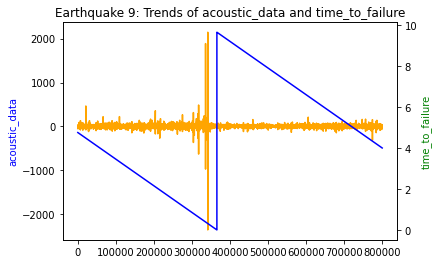 Earthquake 9: Trends of acoustic_data and time_to_failure
2000
1000
0
−1000
−2000
acoustic_data
10
8
6
4
2
0
time_to_failure
0 100000 200000 300000 400000 500000 600000 700000 800000